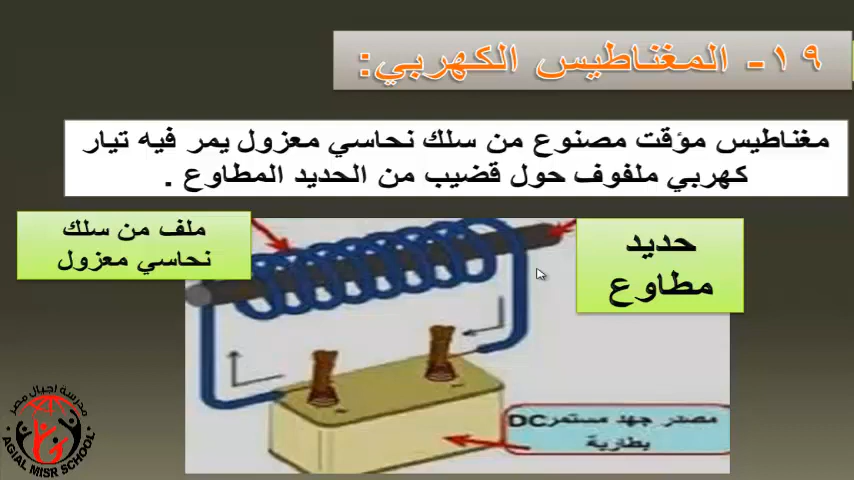 ١٩- المغناطيس الكهربي:
مغناطيس مؤقت مصنوع من سلك نحاسي معزول يمر فيه تيار
كهربي ملفوف حول قضيب من الحديد المطاوع .
ملف من سلك
نحاسي معزول
حديد
مطاوع
مصدر جهد مستمر DC
بطارية
مدرسة اجيال مصر
AGIAL MISR SCHOOL